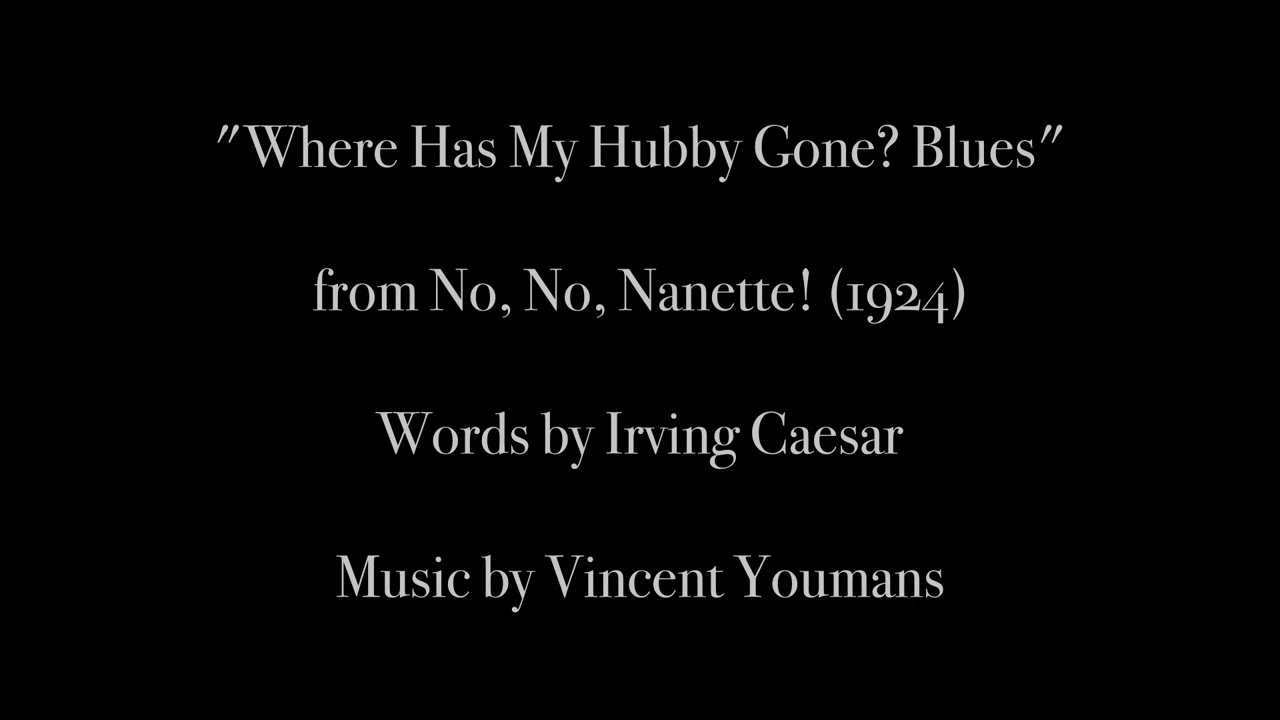 "Where Has My Hubby Gone? Blues"
from No, No, Nanette! (1924)
Words by Irving Caesar
Music by Vincent Youmans